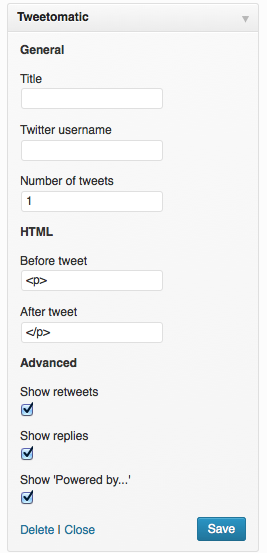 Tweetomatic
General
Title
Twitter username
Number of tweets
1
HTML
Before tweet
<p>
After tweet
</p>
Advanced
Show retweets
Show replies
Show 'Powered by...'
Delete | Close Save